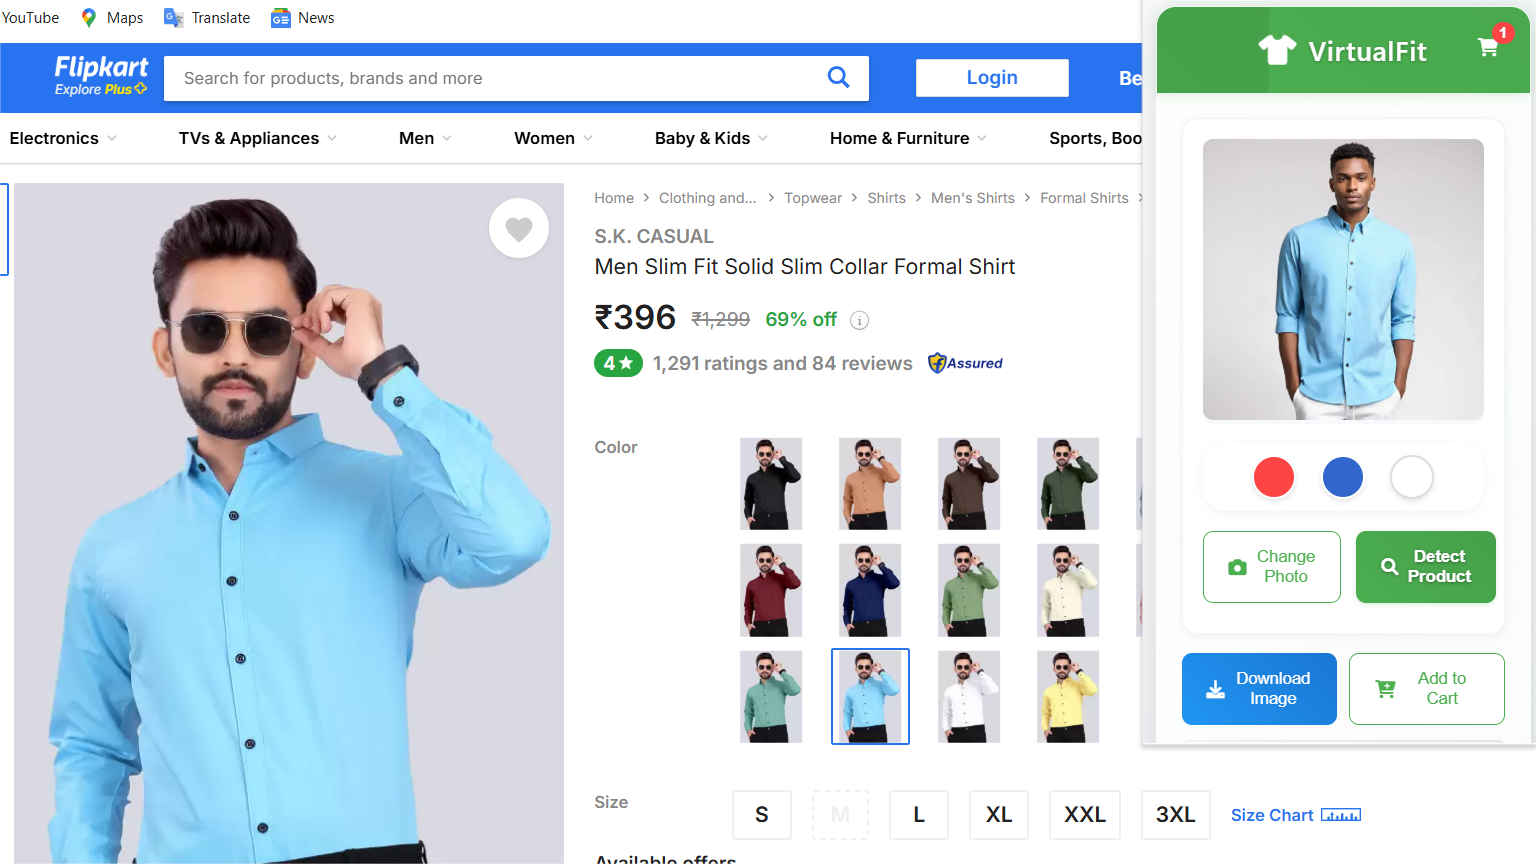 YouTube Maps Translate News
Flipkart
Explore Plus
Search for products, brands and more
Login
Be
Electronics TVs & Appliances Men Women Baby & Kids Home & Furniture Sports, Boo
Home Clothing and... Topwear Shirts Men's Shirts Formal Shirts
S.K. CASUAL
Men Slim Fit Solid Slim Collar Formal Shirt
₹396 ₹1,299 69% off i
4★ 1,291 ratings and 84 reviews f Assured
Color
Size S M L XL XXL 3XL Size Chart
Available offers
VirtualFit 1
Change
Photo
Detect
Product
Download
Image
Add to
Cart